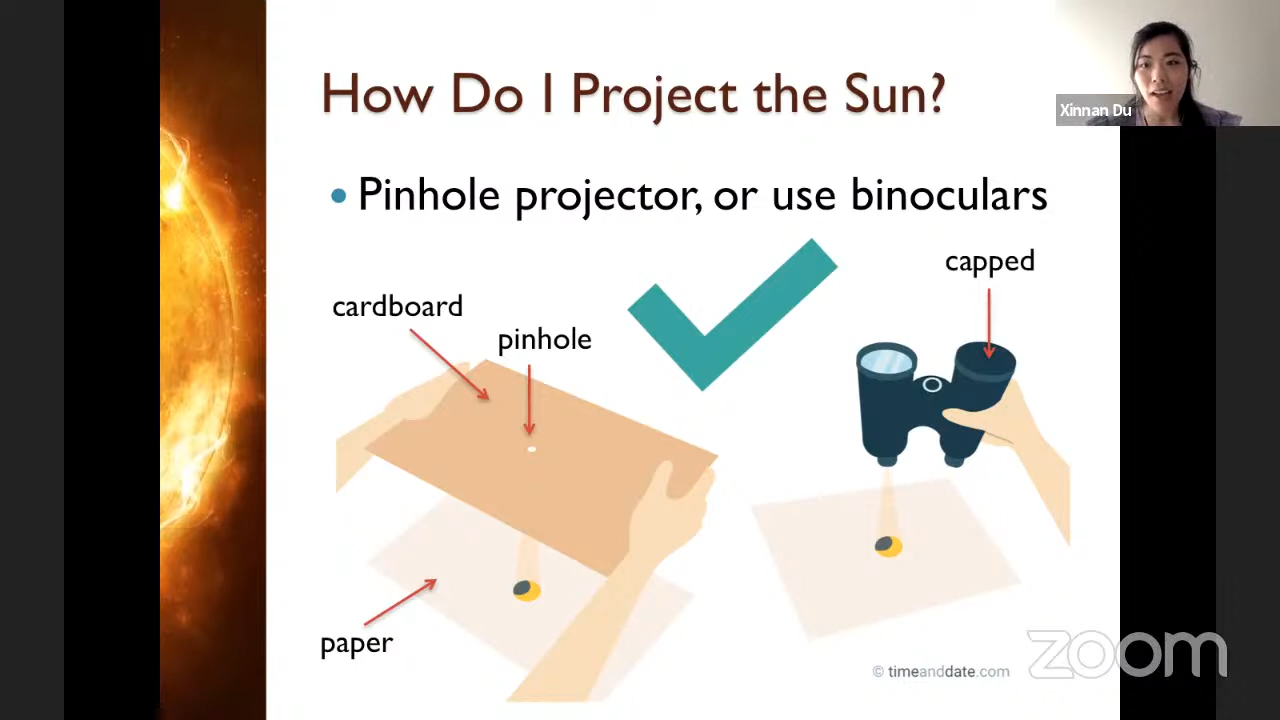 How Do I Project the Sun?
Xinnan Du
• Pinhole projector, or use binoculars
capped
cardboard
pinhole
paper
© timeanddate.com
zoom